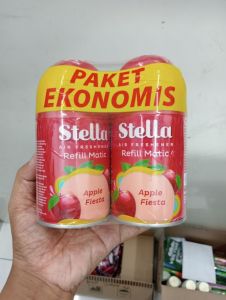 PAKET
EKONOMIS
Stella
AIR FRESHENER
Refill Matic
Apple
Fiesta
Stella
AIR FRESHENER
Refill Matic
Apple
Fiesta